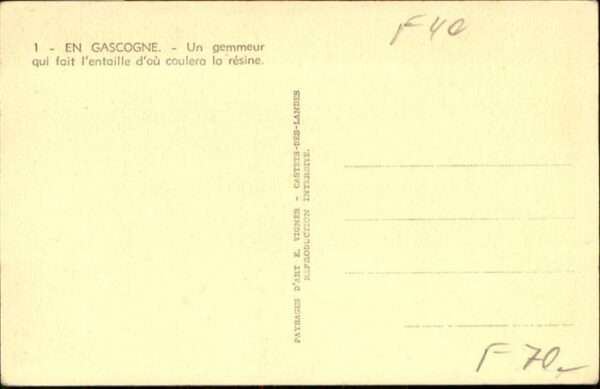 1 - EN GASCOGNE. - Un gemmeur
qui fait l'entaille d'où coulera la résine.
F 40
PAYSAGES D'ART E. VIGNES - CASTETS-DES-LANDES
REPRODUCTION INTERDITE.
F 70,-